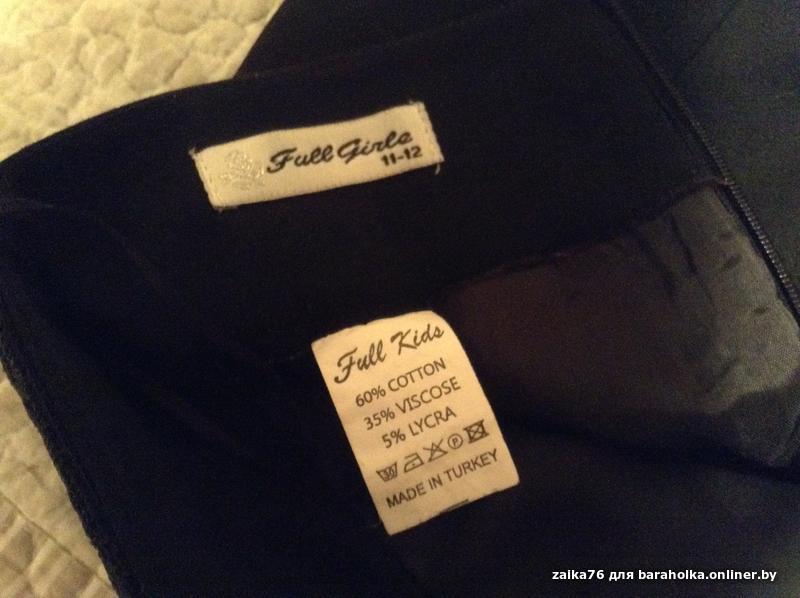 Full Girls
11-12
Full Kids
60% COTTON
35% VISCOSE
5% LYCRA
30 P
MADE IN TURKEY
zaika76 для baraholka.onliner.by